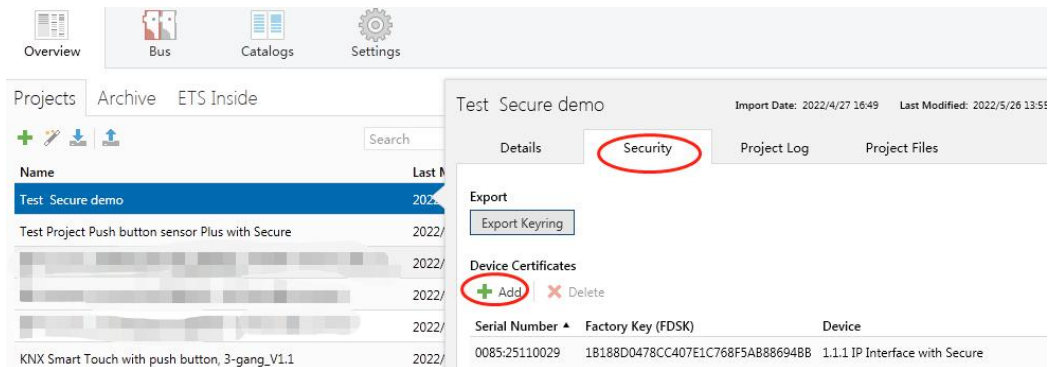 Overview Bus Catalogs Settings
Projects Archive ETS Inside
Search
Name Last M
Test Secure demo 2022
Test Project Push button sensor Plus with Secure 2022/
2022/
2022/
2022/
KNX Smart Touch with push button, 3-gang_V1.1 2022/
Test Secure demo Import Date: 2022/4/27 16:49 Last Modified: 2022/5/26 13:55
Details Security Project Log Project Files
Export
Export Keyring
Device Certificates
Add Delete
Serial Number Factory Key (FDSK) Device
0085:25110029 1B188D0478CC407E1C768F5AB88694BB 1.1.1 IP Interface with Secure